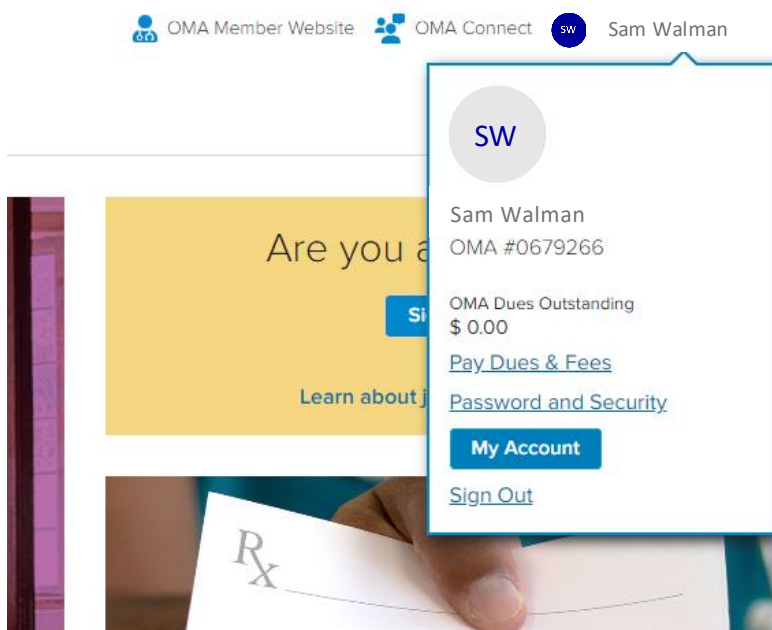 OMA Member Website OMA Connect SW Sam Walman
SW
Sam Walman
OMA #0679266
Are you a
OMA Dues Outstanding
$ 0.00
Si
Pay Dues & Fees
Learn about j
Password and Security
My Account
Sign Out
Rx